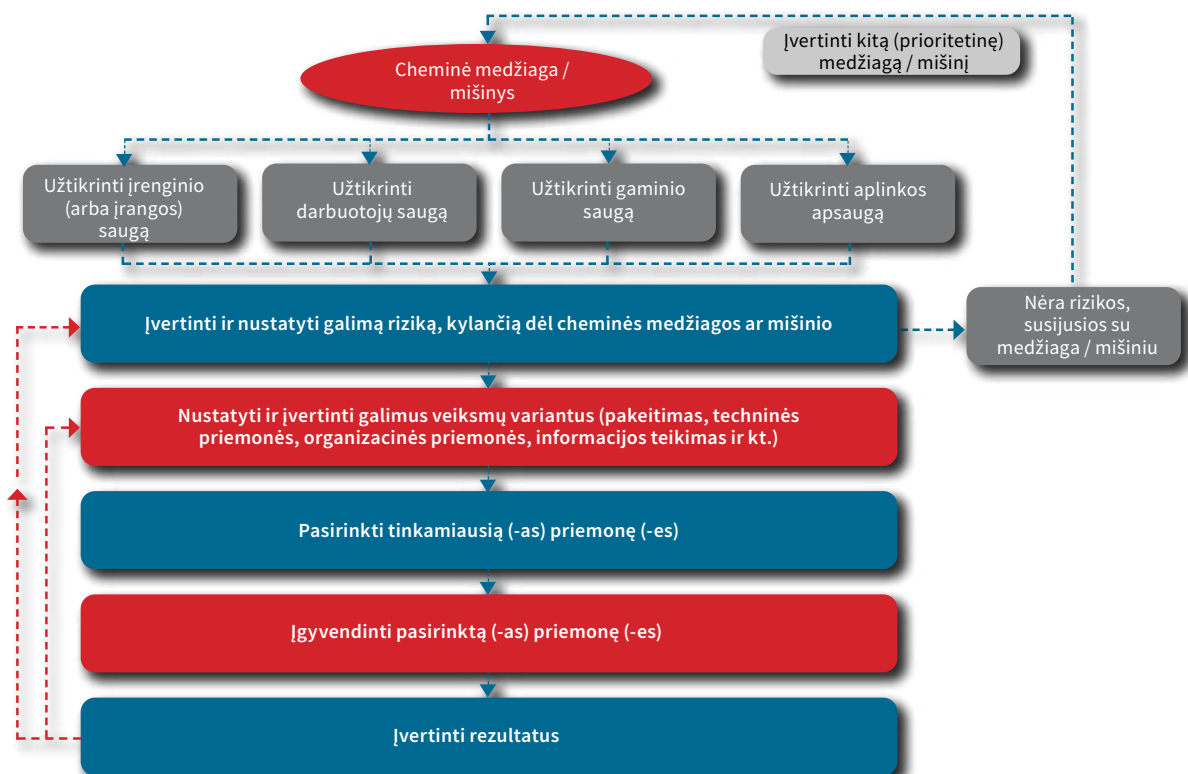 Įvertinti kitą (prioritetinę)
medžiagą / mišinį
Cheminė medžiaga /
mišinys
Užtikrinti įrenginio
(arba įrangos)
saugą
Užtikrinti
darbuotojų saugą
Užtikrinti gaminio
saugą
Užtikrinti aplinkos
apsaugą
Įvertinti ir nustatyti galimą riziką, kylančią dėl cheminės medžiagos ar mišinio
Nėra rizikos,
susijusios su
medžiaga / mišiniu
Nustatyti ir įvertinti galimus veiksmų variantus (pakeitimas, techninės
priemonės, organizacinės priemonės, informacijos teikimas ir kt.)
Pasirinkti tinkamiausią (-as) priemonę (-es)
Įgyvendinti pasirinktą (-as) priemonę (-es)
Įvertinti rezultatus